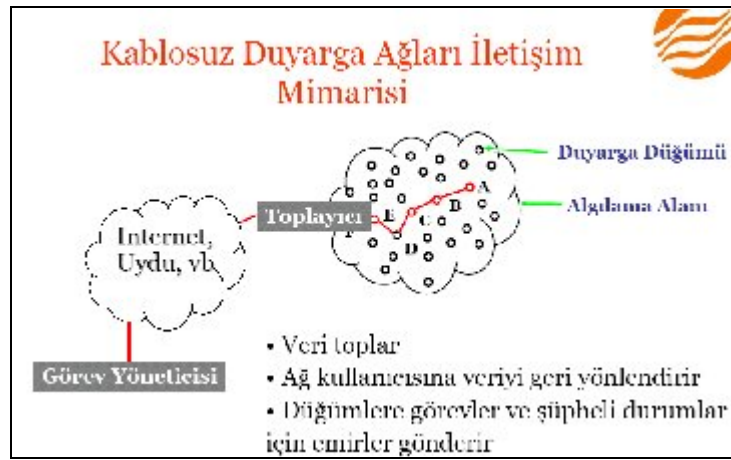 Kablosuz Duyarga Ağları İletişim
Mimarisi
Duyarga Düğümü
A
Toplayıcı
E
C
B
Algılama Alanı
D
İnternet,
Uydu, vb
Görev Yöneticisi
• Veri toplar
• Ağ kullanıcısına veriyi geri yönlendirir
• Düğümlere görevler ve şüpheli durumlar
için emirler gönderir